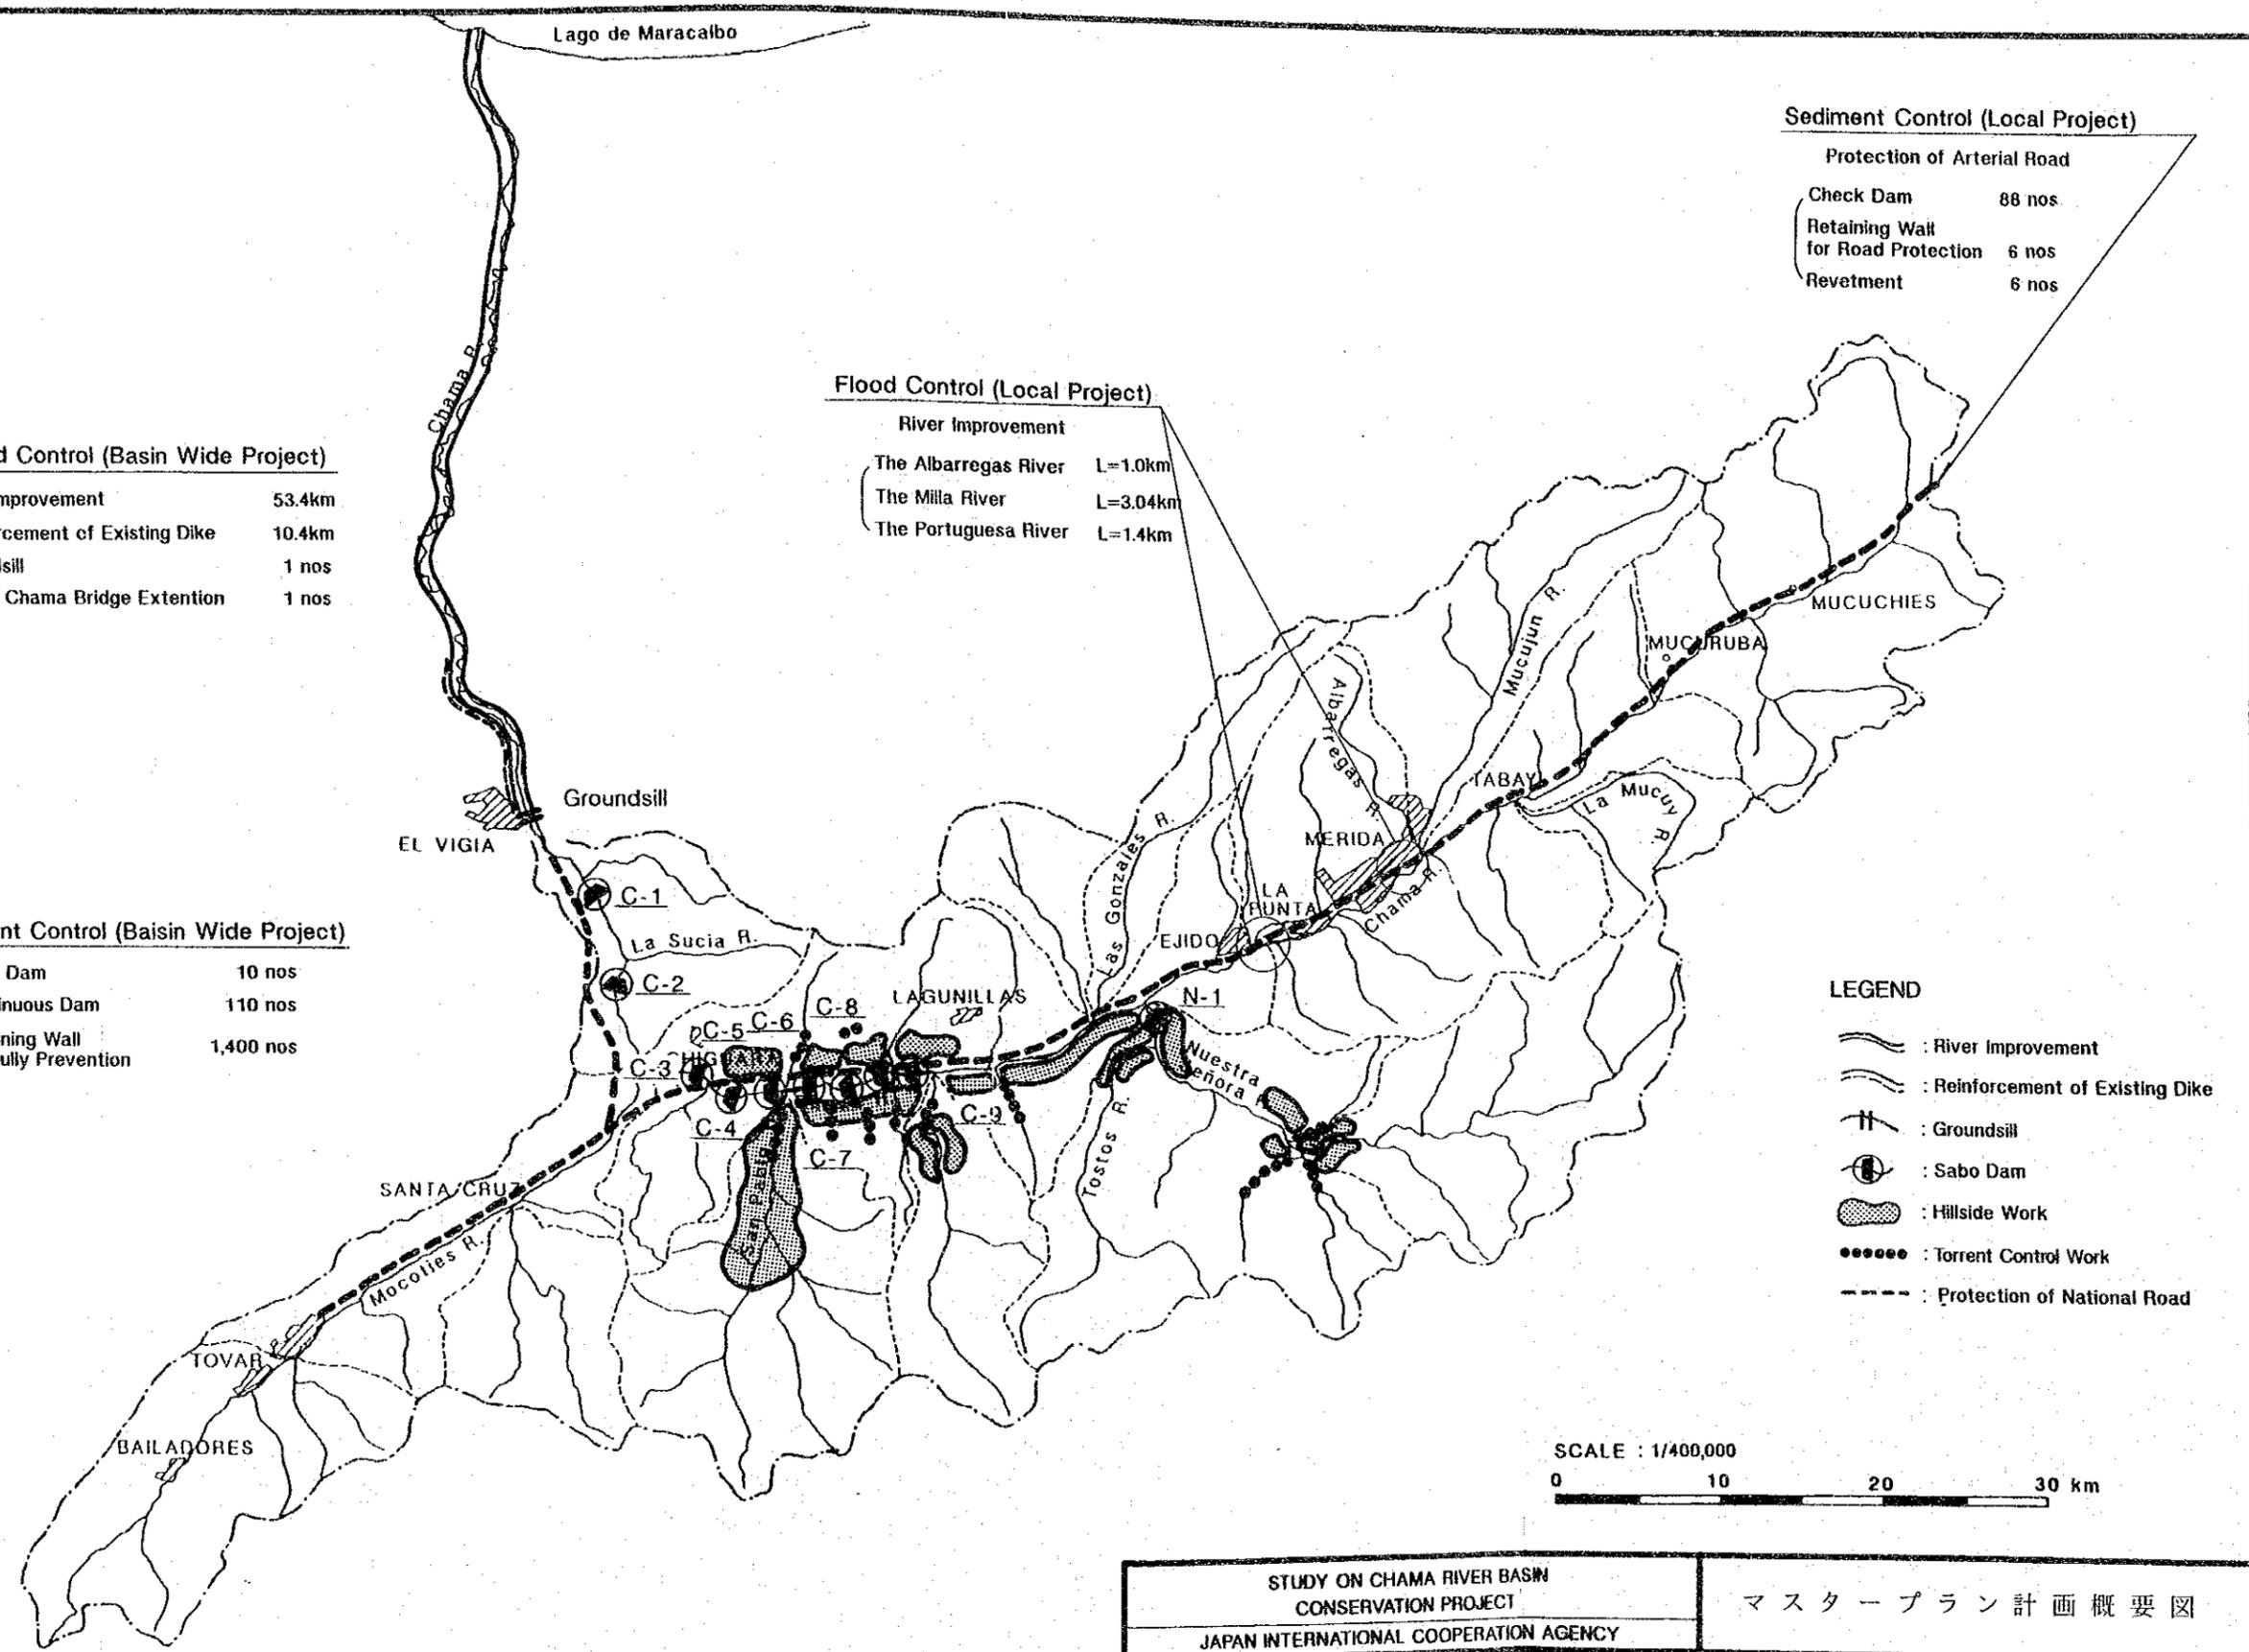 Lago de Maracaibo
Sediment Control (Local Project)
Protection of Arterial Road
Check Dam 88 nos
Retaining Wall
for Road Protection 6 nos
Revetment 6 nos
Chama R.
Flood Control (Local Project)
River Improvement
The Albarregas River L=1.0km
The Milla River L=3.04km
The Portuguesa River L=1.4km
d Control (Basin Wide Project)
mprovement 53.4km
rcement of Existing Dike 10.4km
sill 1 nos
Chama Bridge Extention 1 nos
MUCUCHIES
MUCURUBA
Mucujun R.
Albarregas R.
TABAY
La Mucuy R.
Groundsill
EL VIGIA
MERIDA
Las Gonzales R.
LA
PUNTA
Chama R.
EJIDO
C-1
La Sucia R.
C-2
nt Control (Baisin Wide Project)
Dam 10 nos
inuous Dam 110 nos
ning Wall
ully Prevention 1,400 nos
LAGUNILLAS
N-1
C-8
C-5
C-6
CHIGUARA
C-3
C-4
C-7
C-9
Nuestra
Señora
Tostos R.
San Pablo
SANTA CRUZ
Mocoties R.
TOVAR
BAILADORES
LEGEND
: River Improvement
: Reinforcement of Existing Dike
: Groundsill
: Sabo Dam
: Hillside Work
: Torrent Control Work
: Protection of National Road
SCALE : 1/400,000
0 10 20 30 km
STUDY ON CHAMA RIVER BASIN
CONSERVATION PROJECT
JAPAN INTERNATIONAL COOPERATION AGENCY
マスタープラン計画概要図